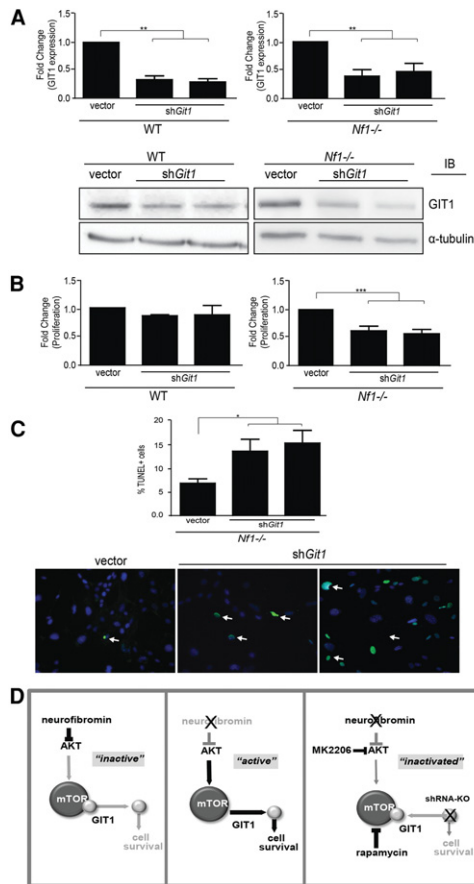 A
Fold Change
(GIT1 expression)
1.5
1.0
0.5
0.0
**
vector
shGit1
WT
Fold Change
(GIT1 expression)
1.5
1.0
0.5
0.0
**
vector
shGit1
Nf1-/-
WT
Nf1-/-
IB
vector
shGit1
vector
shGit1
GIT1
α-tubulin
B
Fold Change
(Proliferation)
1.5
1.0
0.5
0.0
vector
shGit1
WT
Fold Change
(Proliferation)
1.5
1.0
0.5
0.0
***
vector
shGit1
Nf1-/-
C
% TUNEL+ cells
20
15
10
5
0.0
*
vector
shGit1
Nf1-/-
vector
shGit1
D
neurofibromin
AKT
"inactive"
mTOR
GIT1
cell
survival
neurofibromin
AKT
"active"
mTOR
GIT1
cell
survival
neurofibromin
MK2206
AKT
"inactivated"
mTOR
shRNA-KO
GIT1
rapamycin
cell
survival